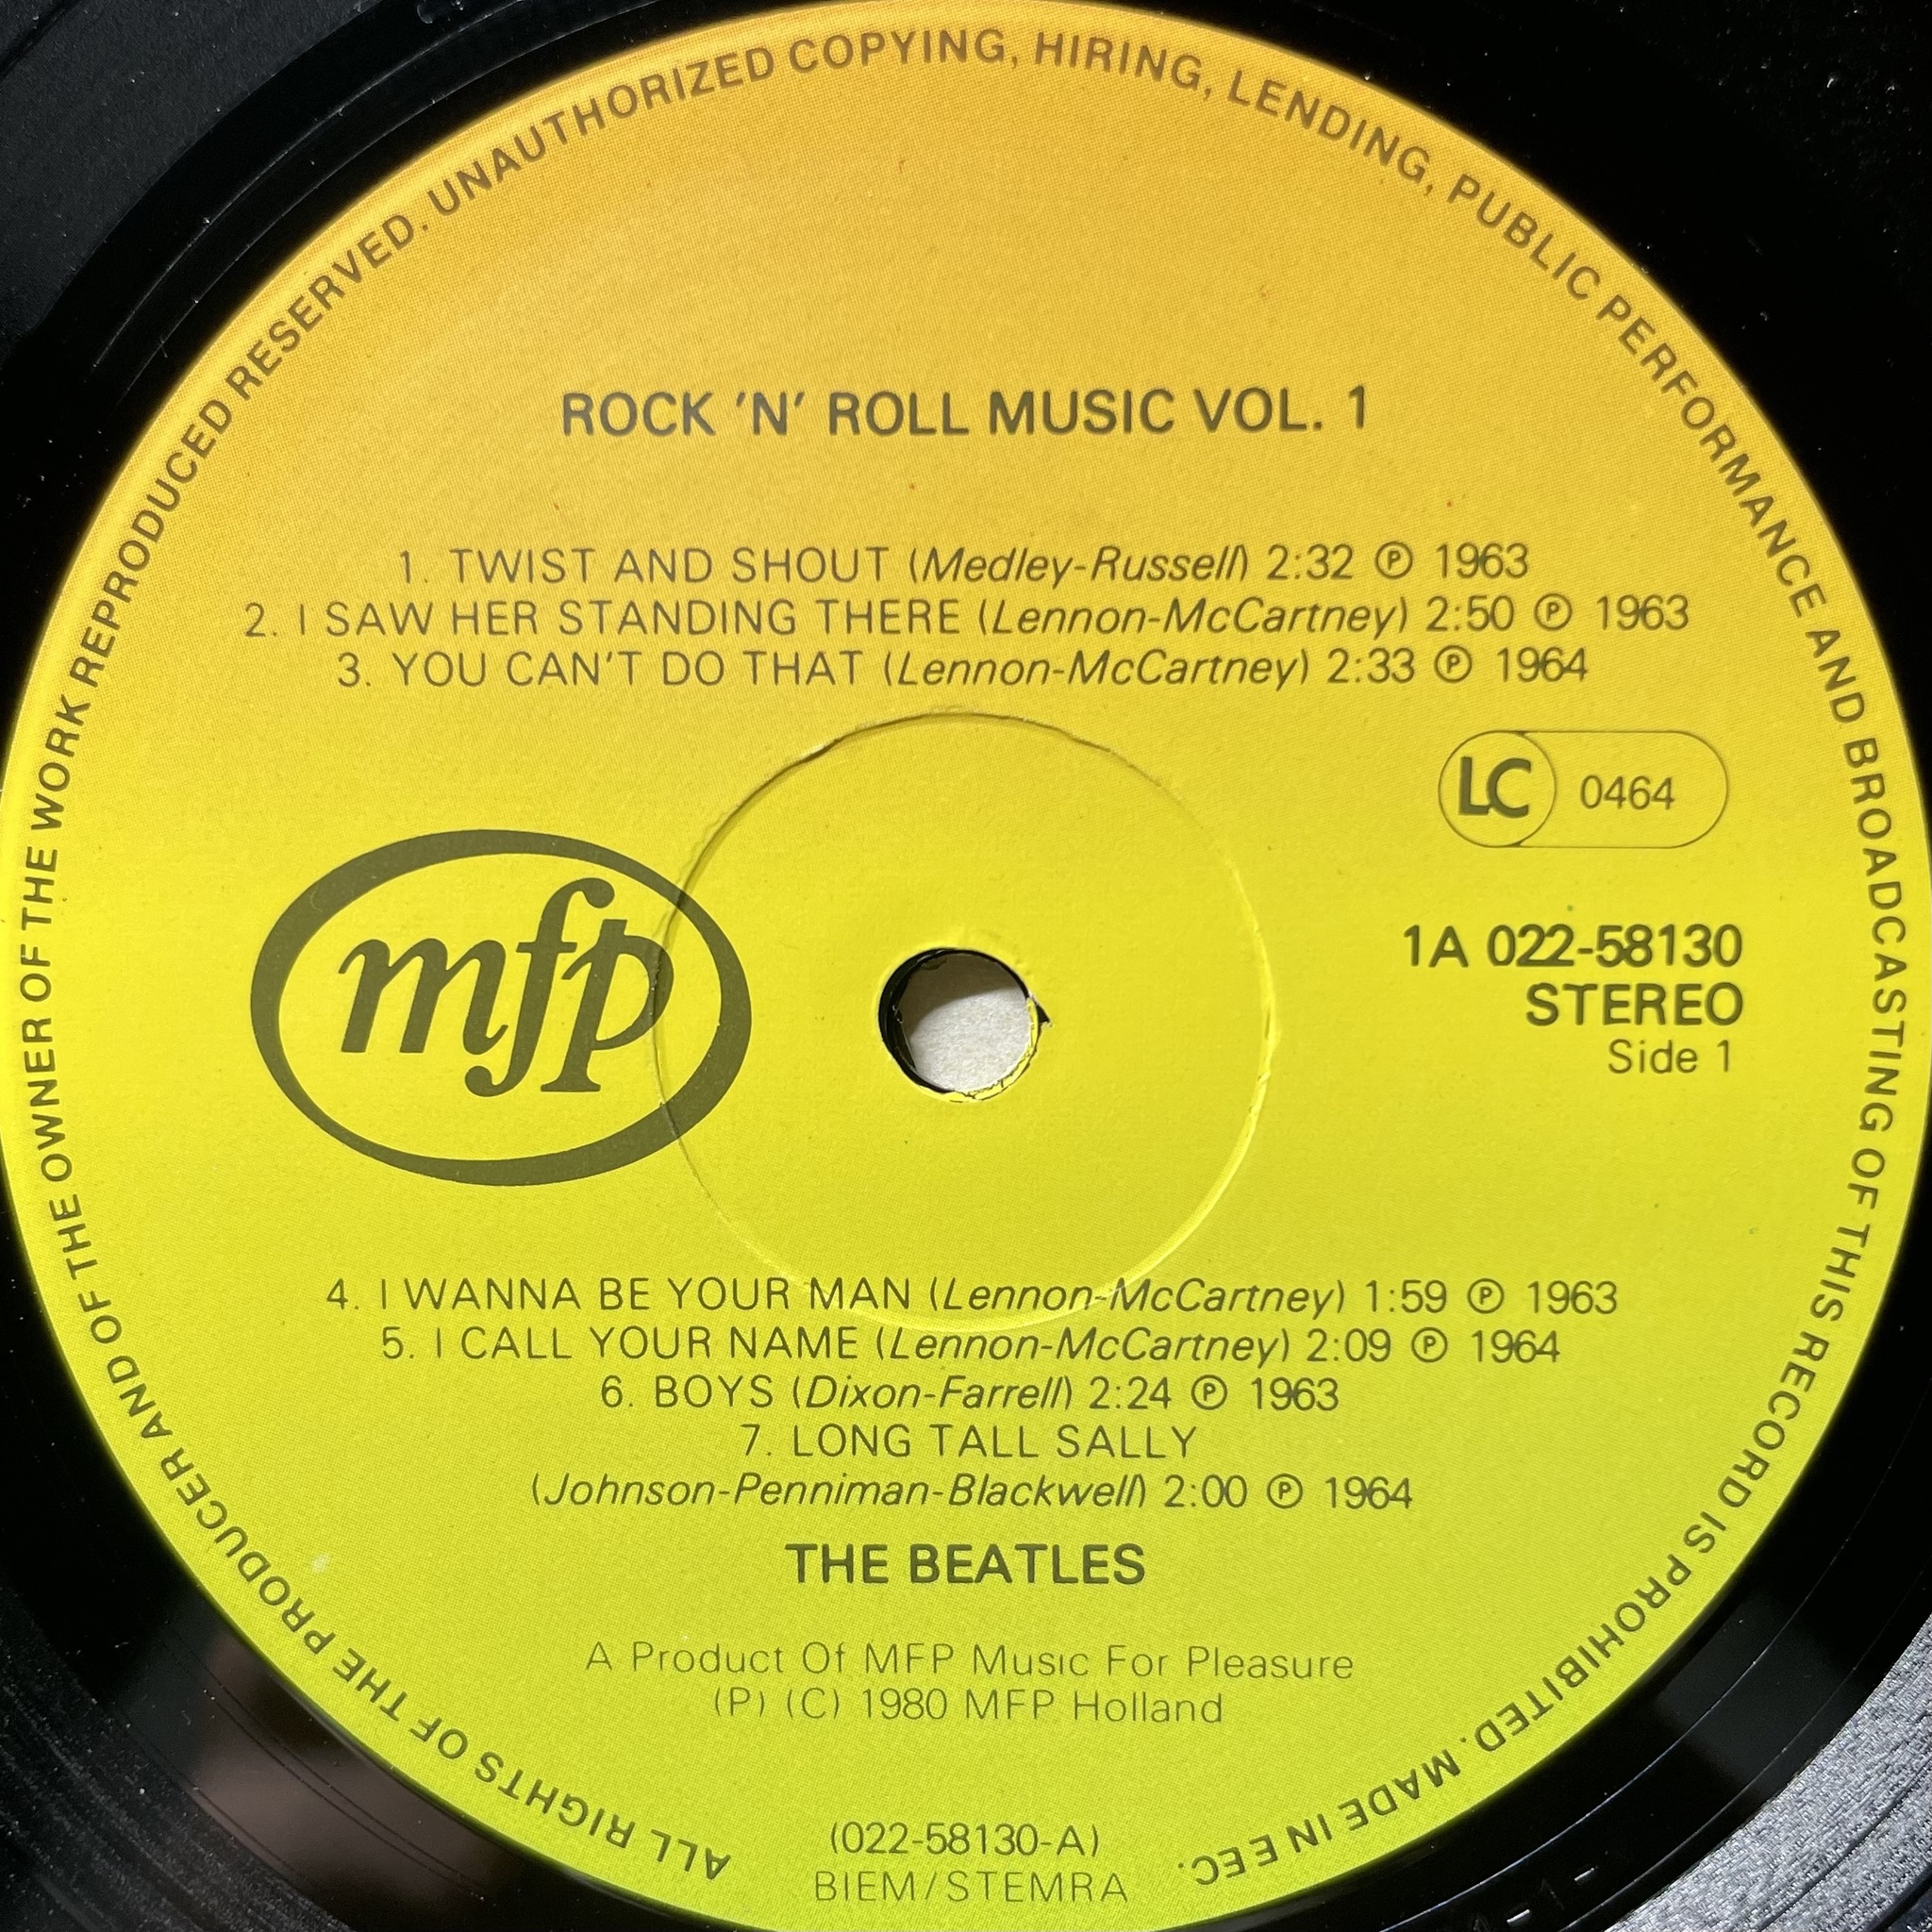 ROCK 'N' ROLL MUSIC VOL. 1
1. TWIST AND SHOUT (Medley-Russell) 2:32 ℗ 1963
2. I SAW HER STANDING THERE (Lennon-McCartney) 2:50 ℗ 1963
3. YOU CAN'T DO THAT (Lennon-McCartney) 2:33 ℗ 1964
LC 0464
mfp
1A 022-58130
STEREO
Side 1
4. I WANNA BE YOUR MAN (Lennon-McCartney) 1:59 ℗ 1963
5. I CALL YOUR NAME (Lennon-McCartney) 2:09 ℗ 1964
6. BOYS (Dixon-Farrell) 2:24 ℗ 1963
7. LONG TALL SALLY
(Johnson-Penniman-Blackwell) 2:00 ℗ 1964
THE BEATLES
A Product Of MFP Music For Pleasure
(P) (C) 1980 MFP Holland
(022-58130-A)
BIEM/STEMRA
ALL RIGHTS OF THE PRODUCER AND OF THE OWNER OF THE WORK REPRODUCED RESERVED. UNAUTHORIZED COPYING, HIRING, LENDING, PUBLIC PERFORMANCE AND BROADCASTING OF THIS RECORD IS PROHIBITED. MADE IN EEC.